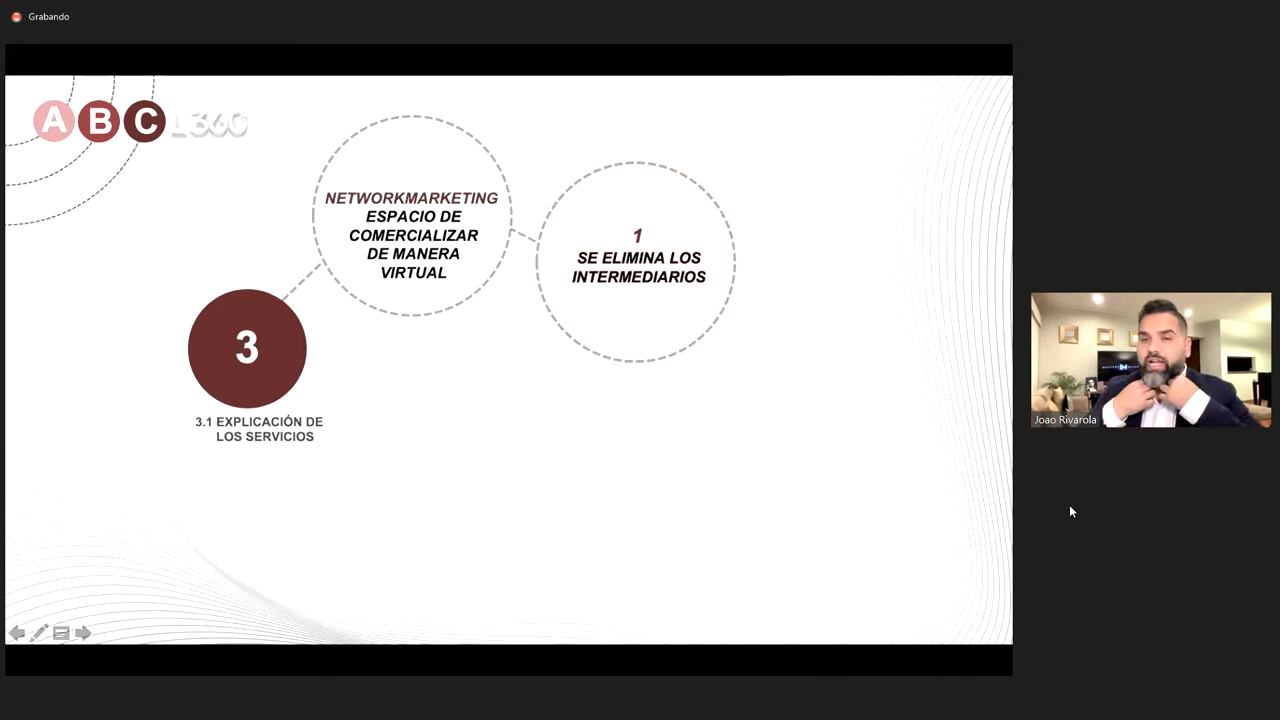 Grabando
A B C L360
NETWORKMARKETING
ESPACIO DE
COMERCIALIZAR
DE MANERA
VIRTUAL
1
SE ELIMINA LOS
INTERMEDIARIOS
3
3.1 EXPLICACIÓN DE
LOS SERVICIOS
Joao Rivarola